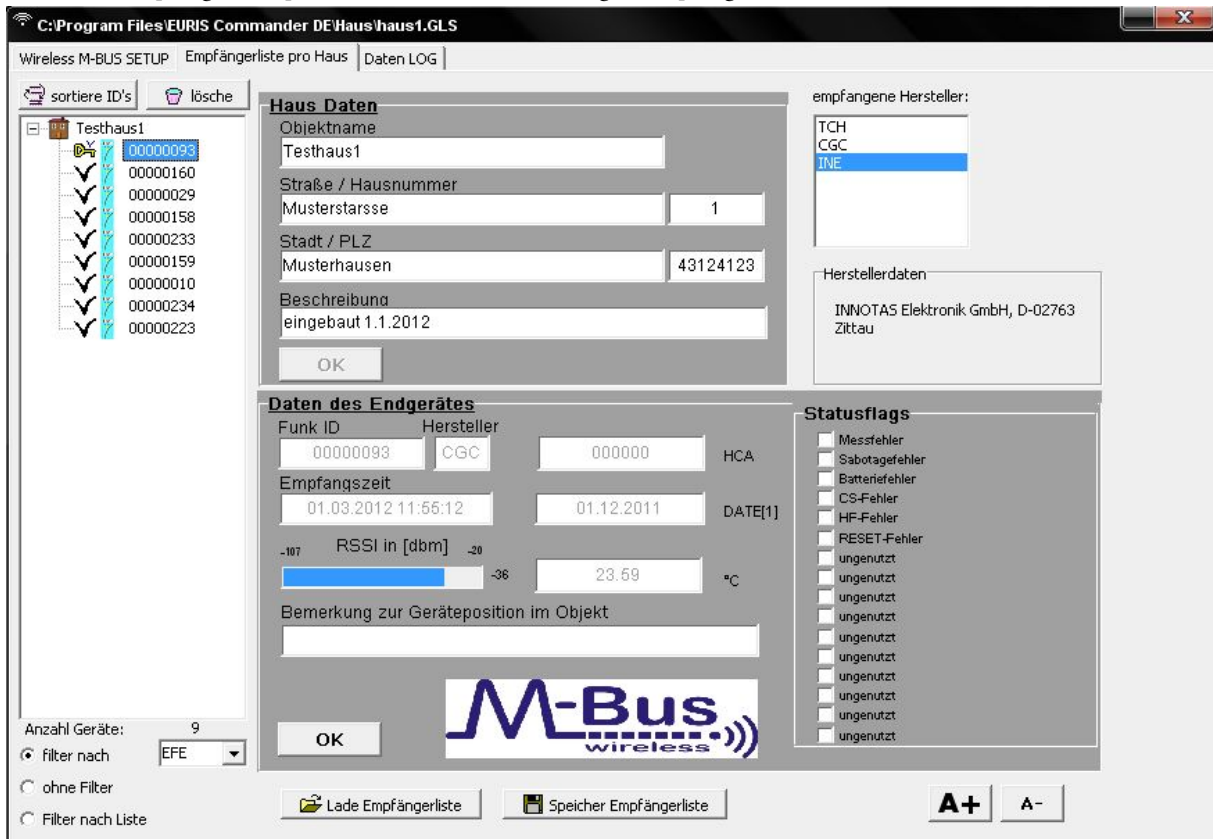 C:\Program Files\EURIS Commander DE\Haus\haus1.GLS
Wireless M-BUS SETUP
Empfängerliste pro Haus
Daten LOG
sortiere ID's
lösche
Testhaus1
00000093
00000160
00000029
00000158
00000233
00000159
00000010
00000234
00000223
Anzahl Geräte: 9
filter nach EFE
ohne Filter
Filter nach Liste
Haus Daten
Objektname
Testhaus1
Straße / Hausnummer
Musterstarsse 1
Stadt / PLZ
Musterhausen 43124123
Beschreibung
eingebaut 1.1.2012
OK
empfangene Hersteller:
TCH
CGC
INE
Herstellerdaten
INNOTAS Elektronik GmbH, D-02763
Zittau
Daten des Endgerätes
Funk ID Hersteller
00000093 CGC 000000 HCA
Empfangszeit
01.03.2012 11:55:12 01.12.2011 DATE[1]
-107 RSSI in [dbm] -20
-36 23.59 °C
Bemerkung zur Geräteposition im Objekt
OK
M-Bus
wireless
Statusflags
Messfehler
Sabotagefehler
Batteriefehler
CS-Fehler
HF-Fehler
RESET-Fehler
ungenutzt
ungenutzt
ungenutzt
ungenutzt
ungenutzt
ungenutzt
ungenutzt
ungenutzt
ungenutzt
ungenutzt
Lade Empfängerliste
Speicher Empfängerliste
A+
A-